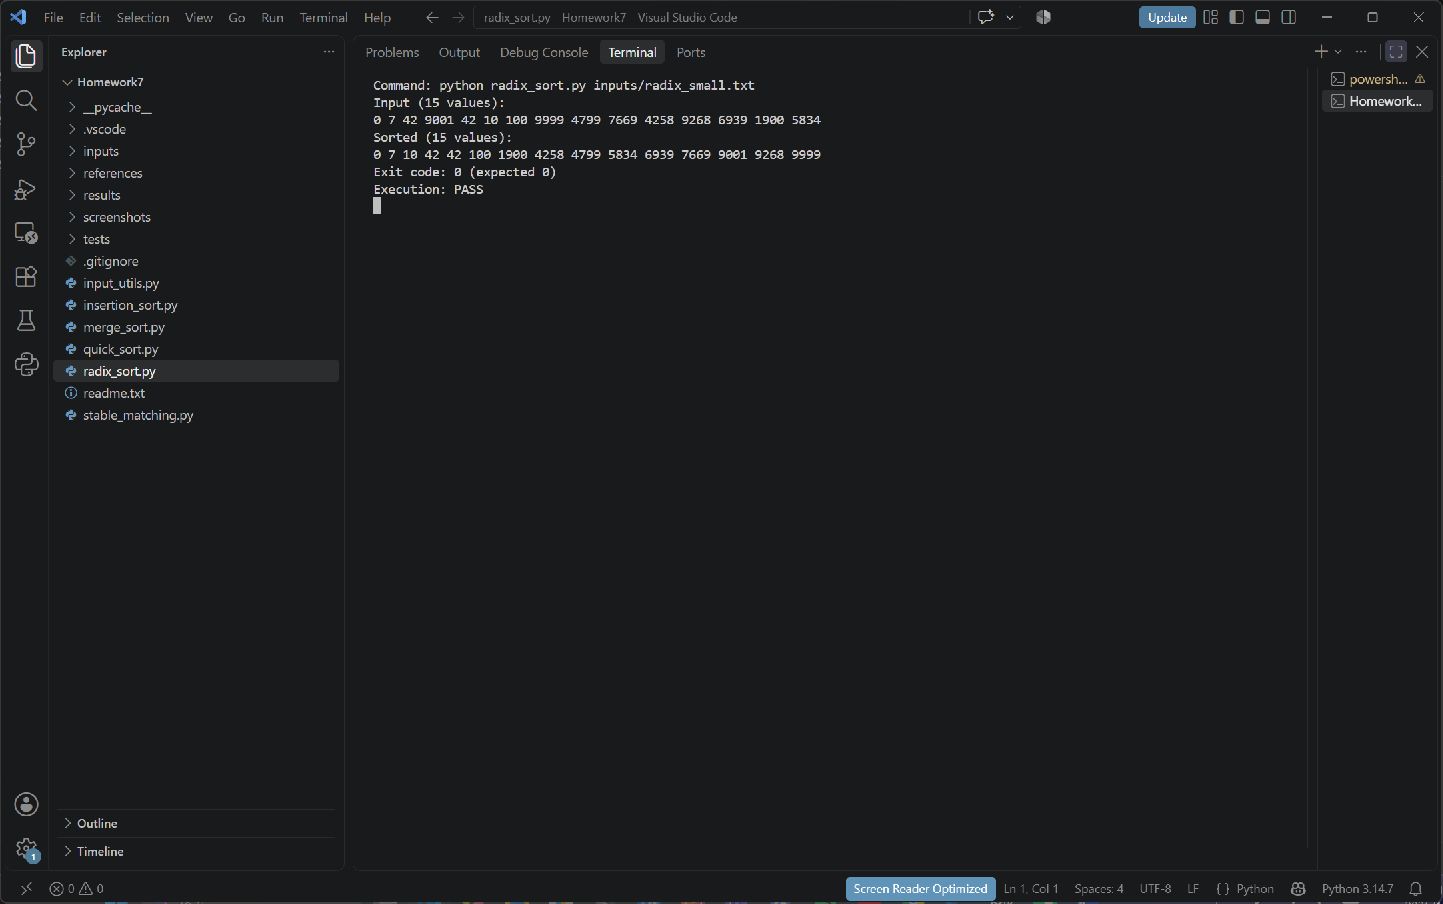 File Edit Selection View Go Run Terminal Help
radix_sort.py Homework7 Visual Studio Code
Update
Explorer
Homework7
__pycache__
.vscode
inputs
references
results
screenshots
tests
.gitignore
input_utils.py
insertion_sort.py
merge_sort.py
quick_sort.py
radix_sort.py
readme.txt
stable_matching.py
Outline
Timeline
Problems Output Debug Console Terminal Ports
Command: python radix_sort.py inputs/radix_small.txt
Input (15 values):
0 7 42 9001 42 10 100 9999 4799 7669 4258 9268 6939 1900 5834
Sorted (15 values):
0 7 10 42 42 100 1900 4258 4799 5834 6939 7669 9001 9268 9999
Exit code: 0 (expected 0)
Execution: PASS
powersh...
Homework...
1
0 0
Screen Reader Optimized Ln 1, Col 1 Spaces: 4 UTF-8 LF { } Python Python 3.14.7